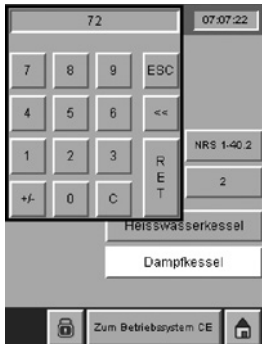 72
07:07:22
7 8 9 ESC
4 5 6 <<
1 2 3 RET
+/- 0 C
NRS 1-40.2
2
Heisswasserkessel
Dampfkessel
Zum Betriebssystem CE